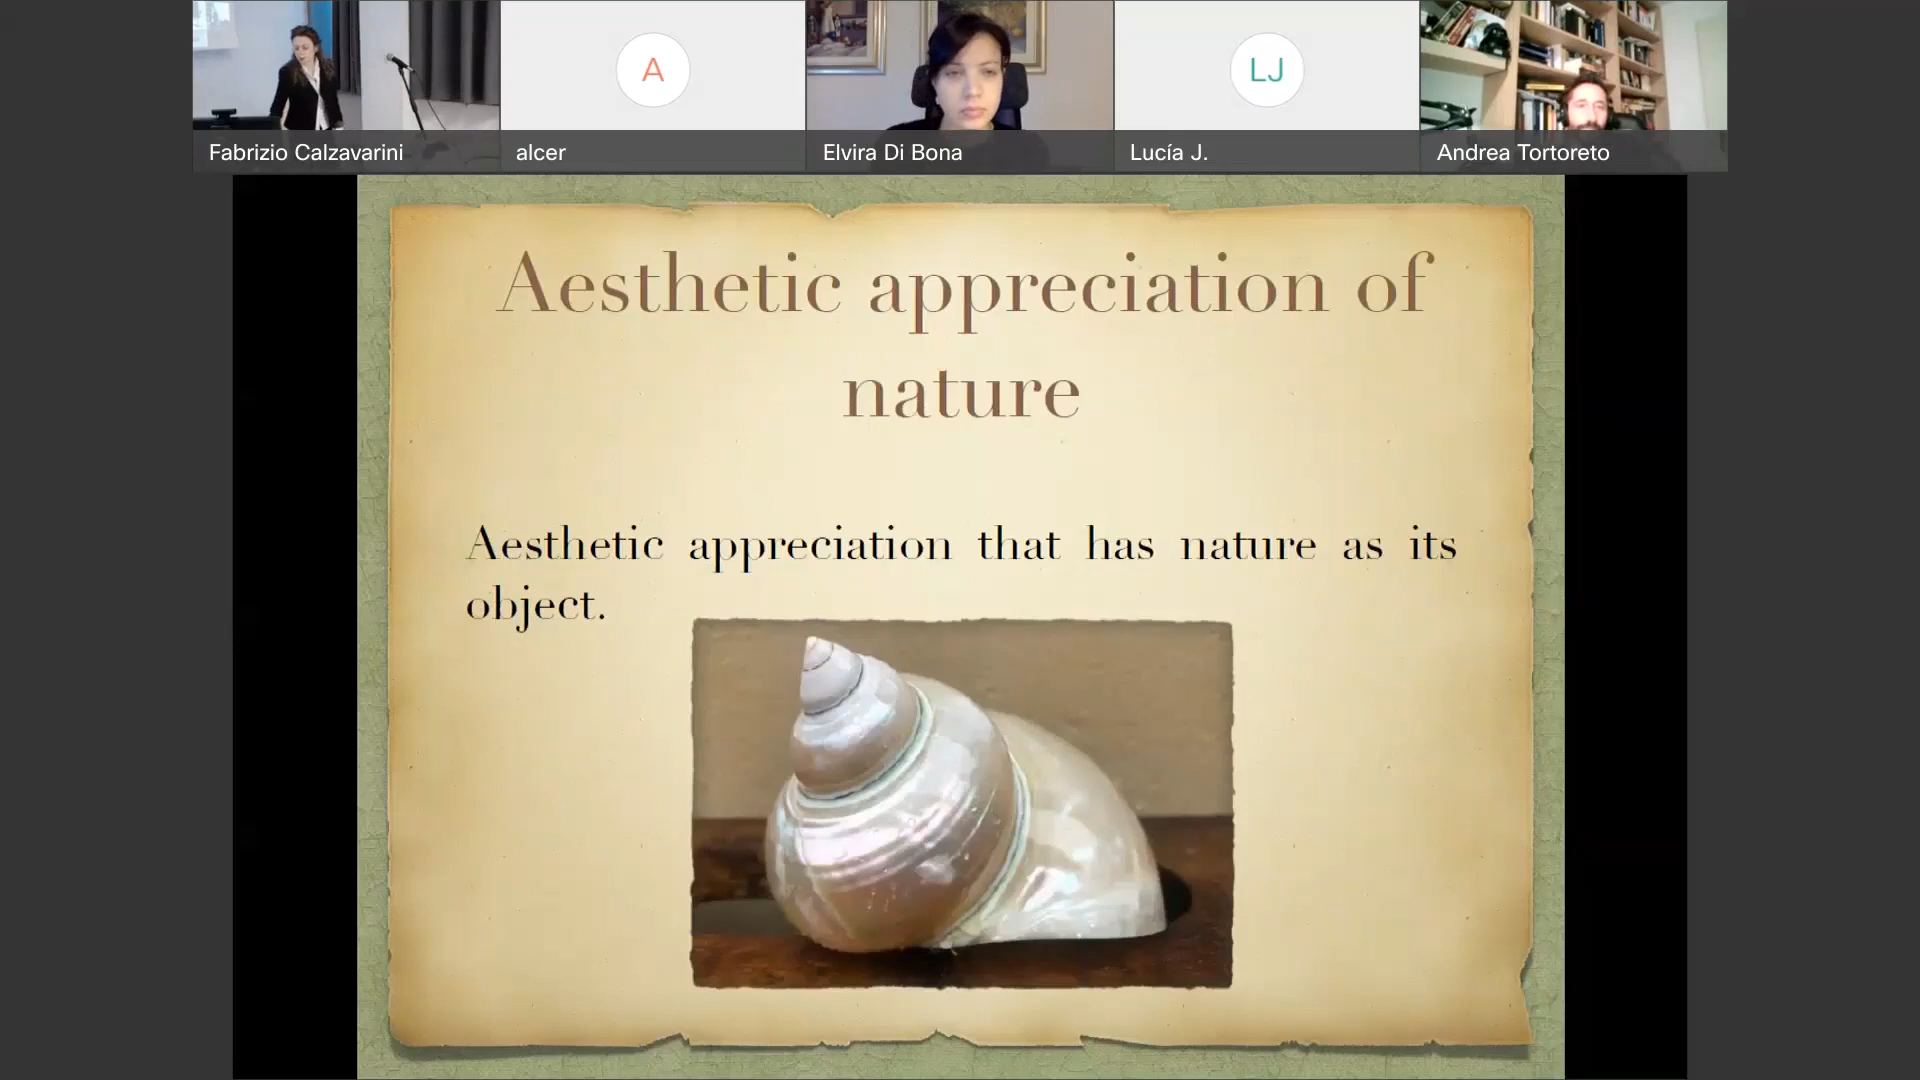 A
LJ
Fabrizio Calzavarini
alcer
Elvira Di Bona
Lucía J.
Andrea Tortoreto
Aesthetic appreciation of
nature
Aesthetic appreciation that has nature as its
object.